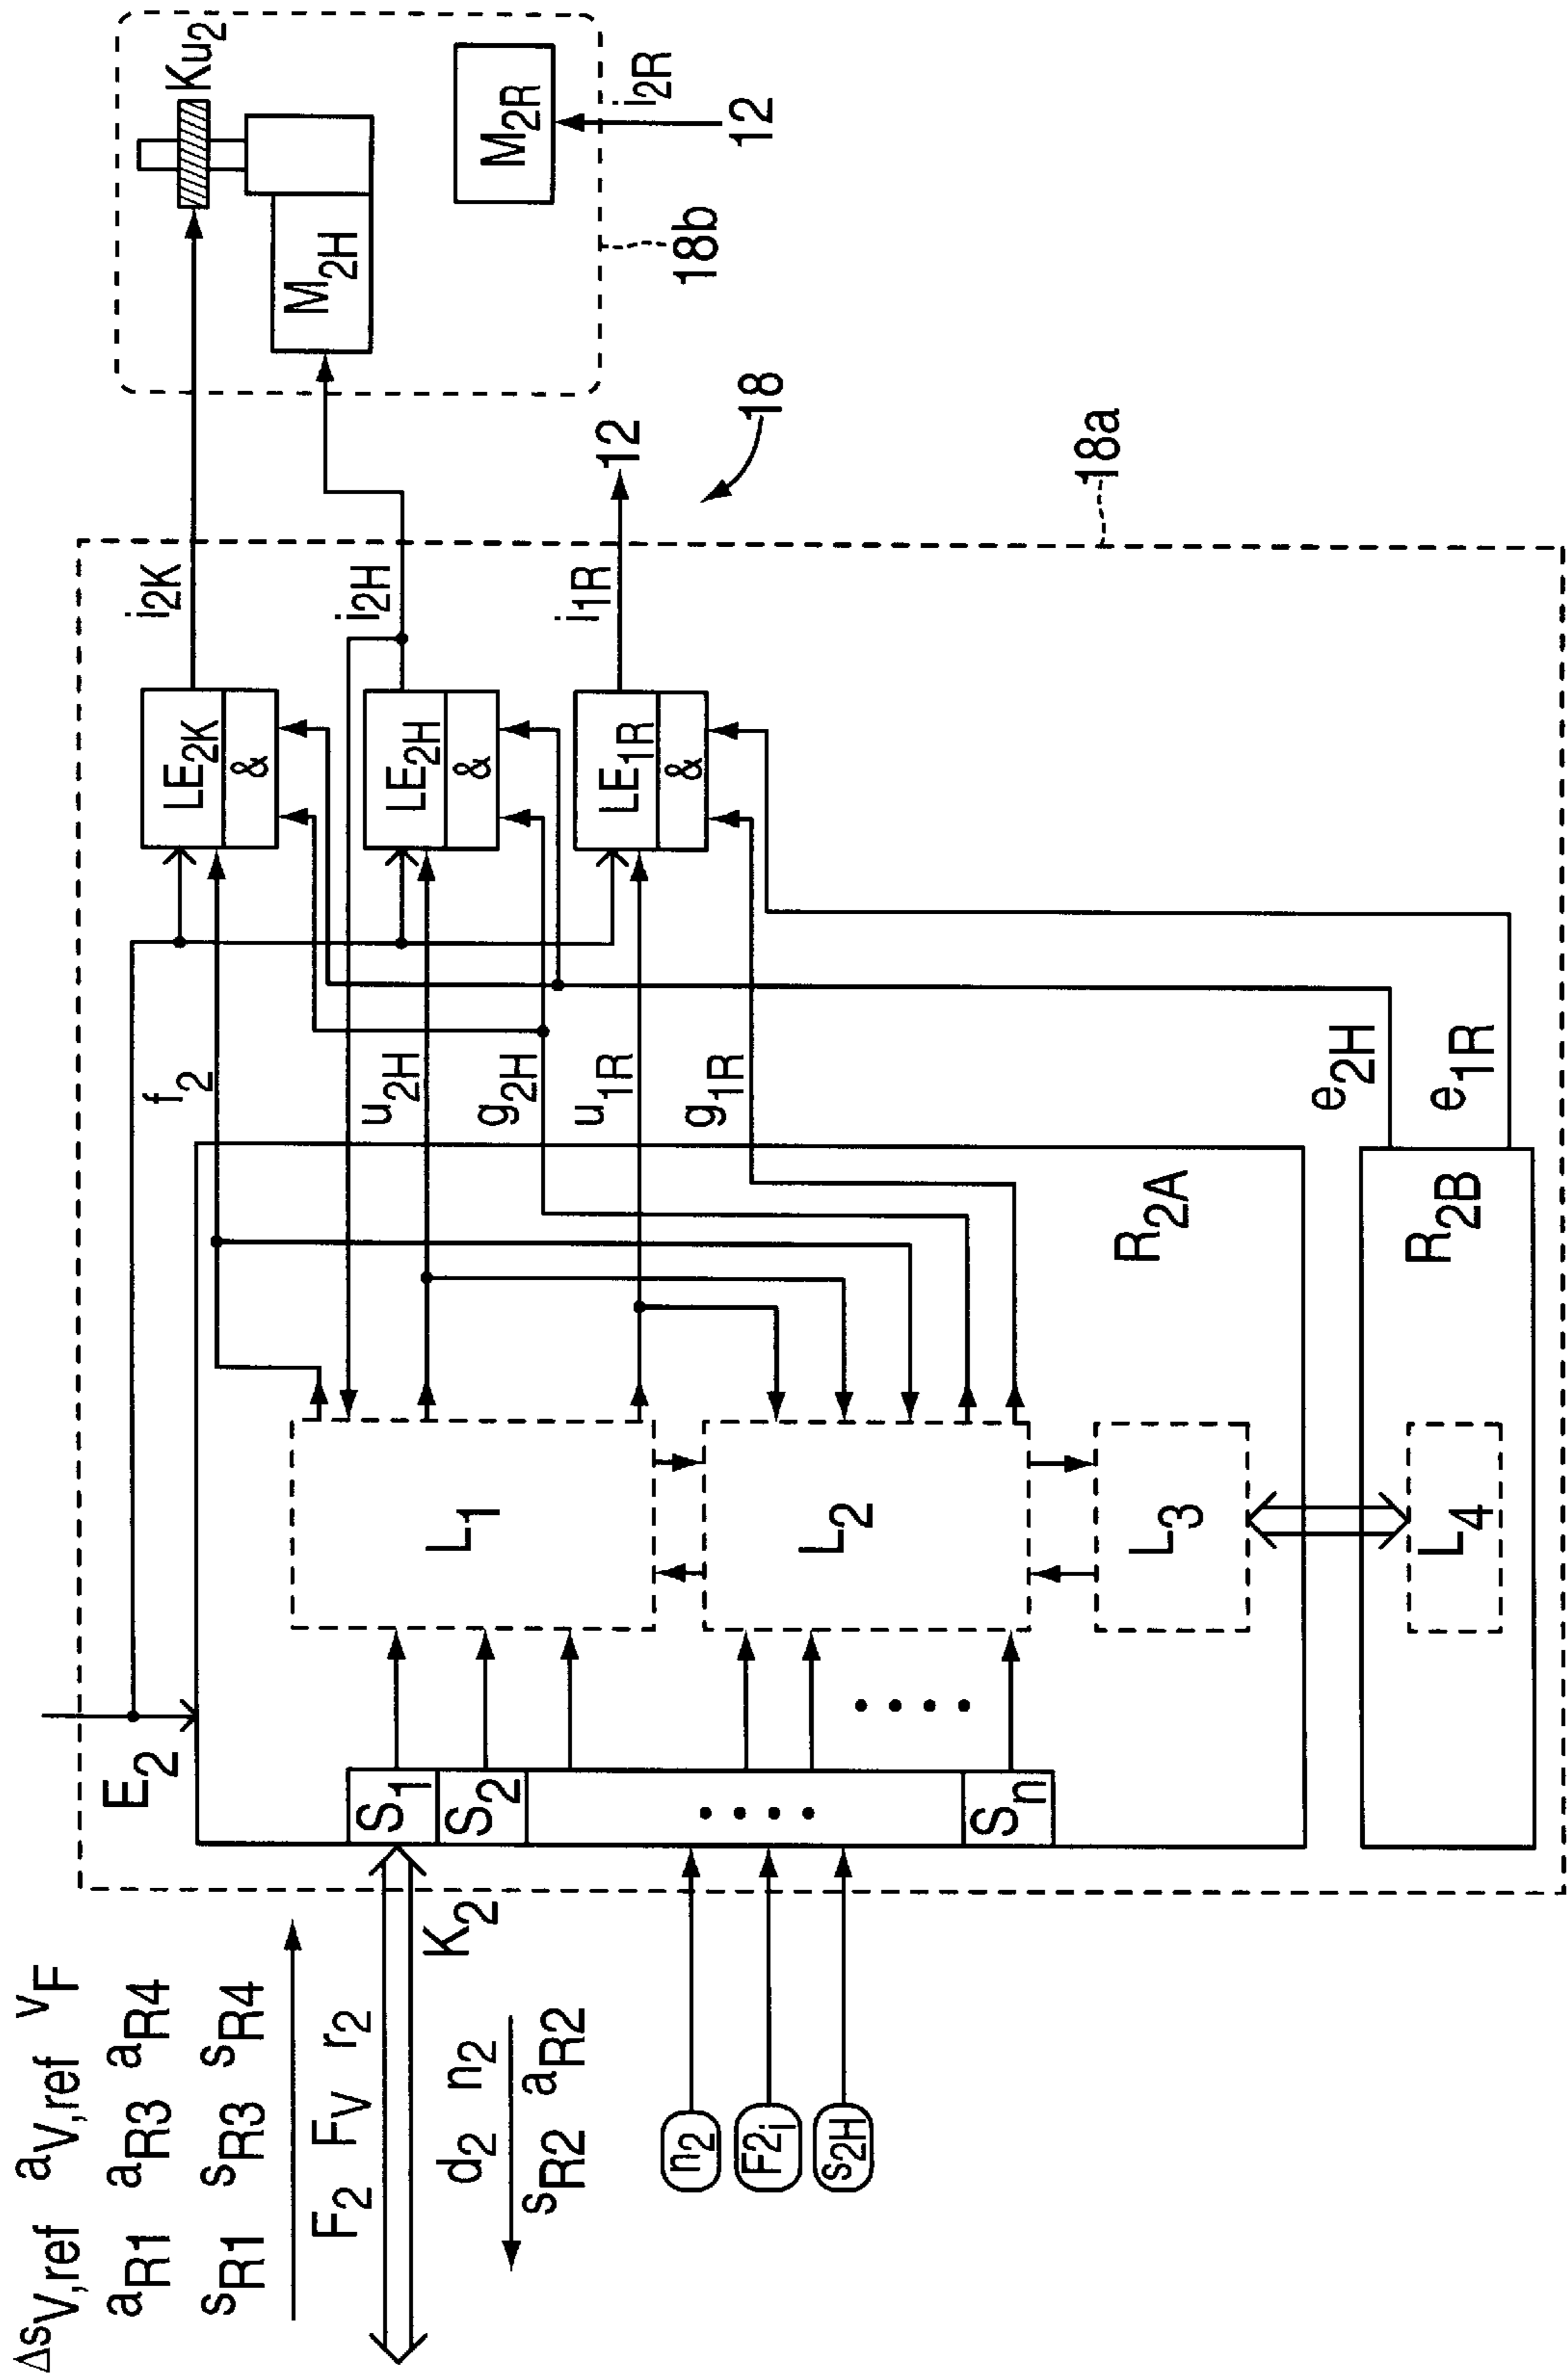 ΔsV,ref aV,ref vF
aR1 aR3 aR4
sR1 sR3 sR4
F2 FV r2
K2
d2 n2
sR2 aR2
n2
F2i
s2H
E2
S1
S2
• • • •
Sn
• • • •
L1
L2
L3
L4
R2A
R2B
f2
u2H
g2H
u1R
g1R
e2H
e1R
LE2K
&
LE2H
&
LE1R
&
i2K
i2H
i1R
12
18
18a
M2H
Ku2
M2R
i2R
12
18b